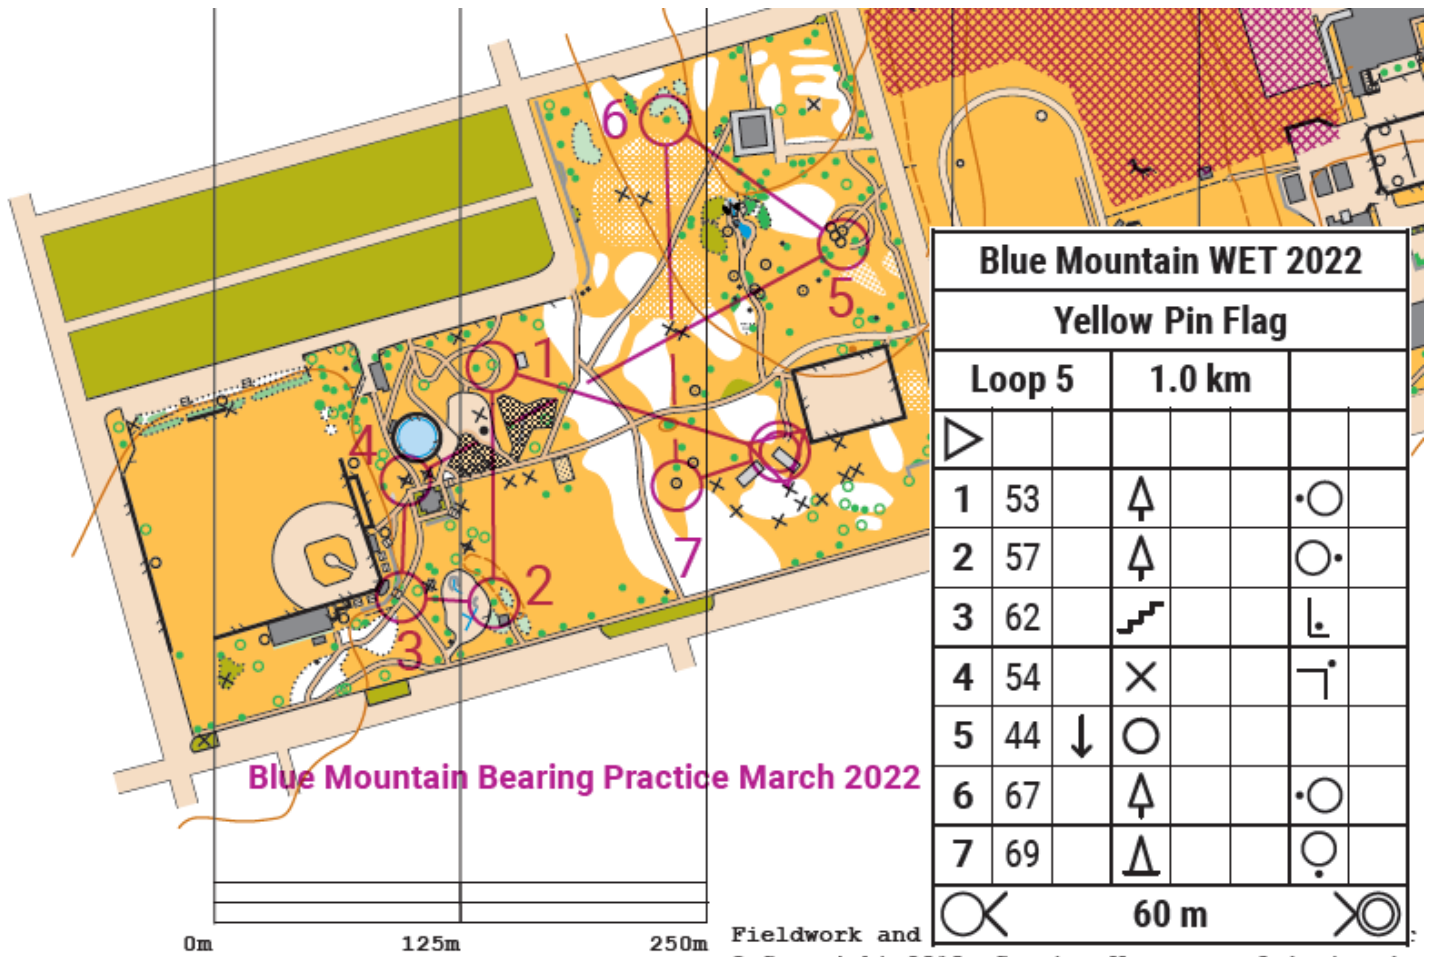 6
5
1
4
2
3
7
Blue Mountain WET 2022
Yellow Pin Flag
Loop 5 1.0 km
1 53
2 57
3 62
4 54
5 44
6 67
7 69
60 m
Blue Mountain Bearing Practice March 2022
0m 125m 250m
Fieldwork and